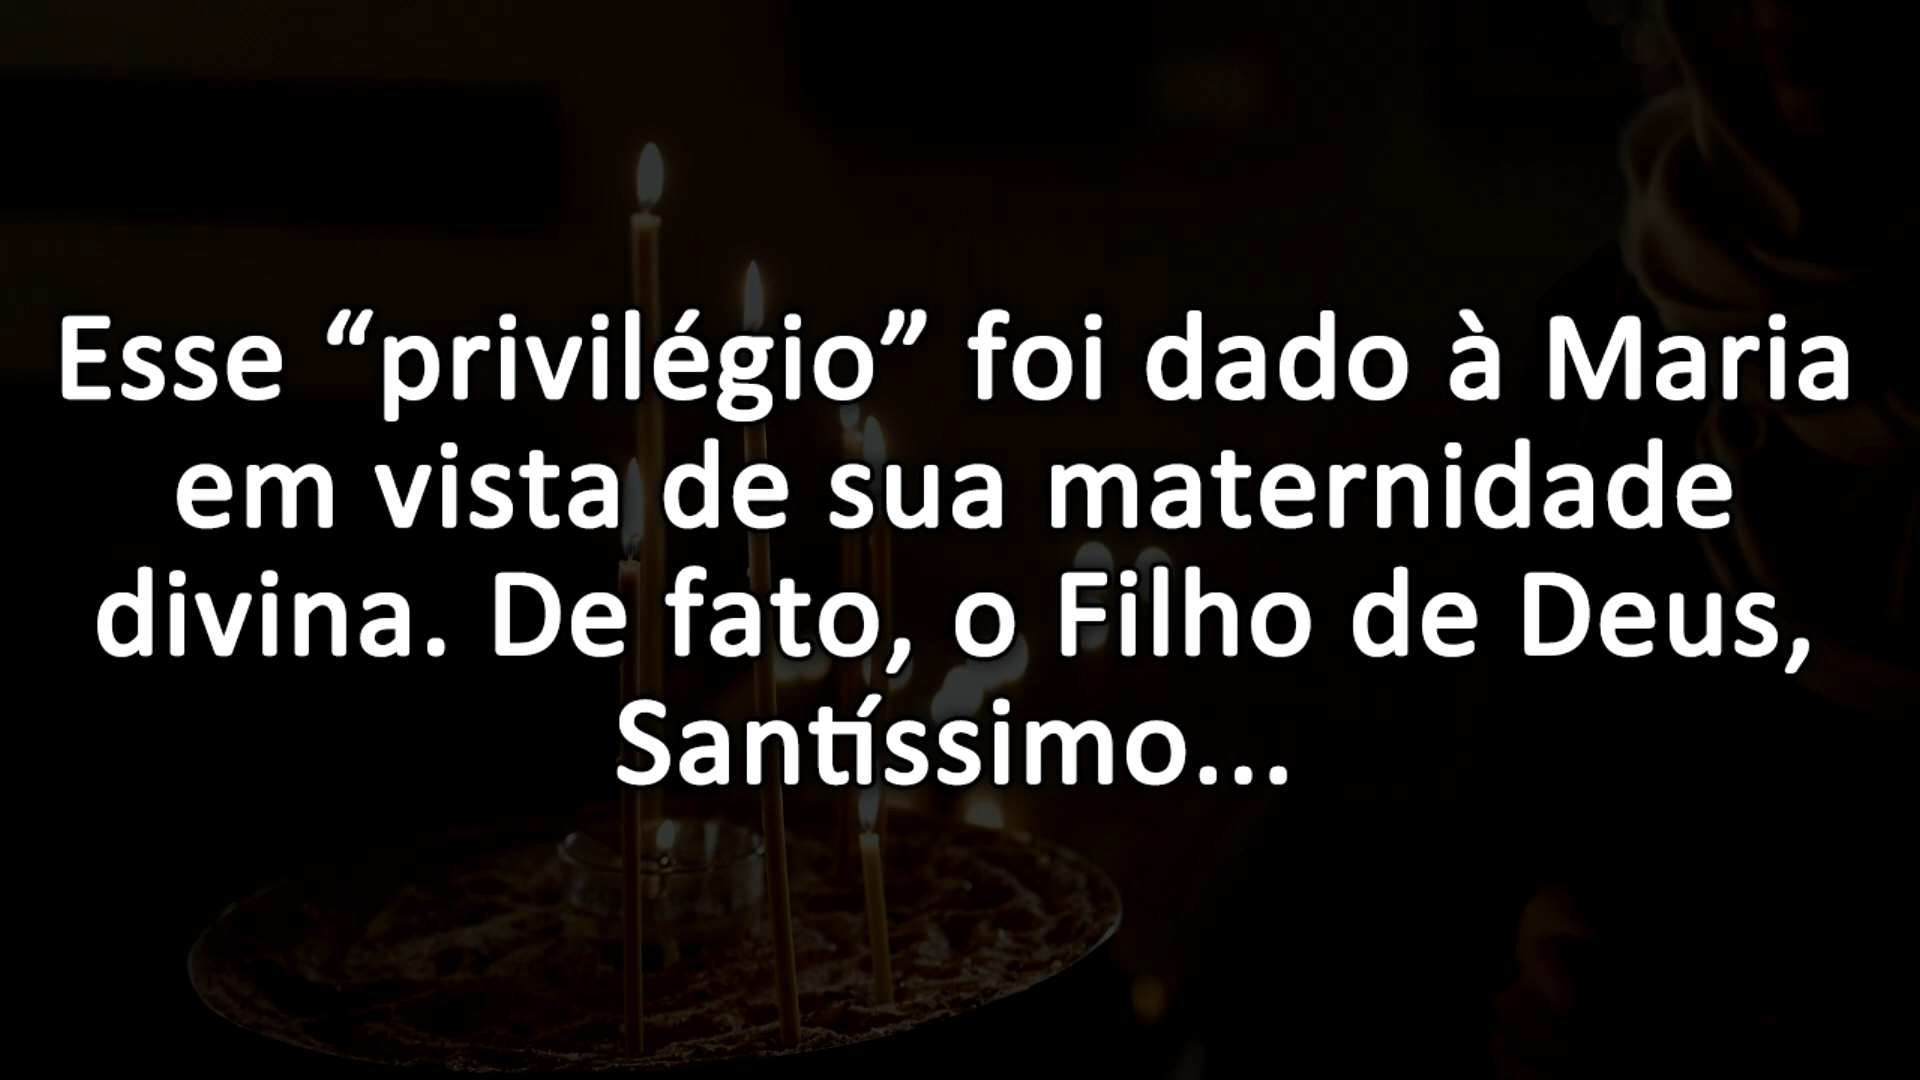 Esse “privilégio” foi dado à Maria
em vista de sua maternidade
divina. De fato, o Filho de Deus,
Santíssimo...